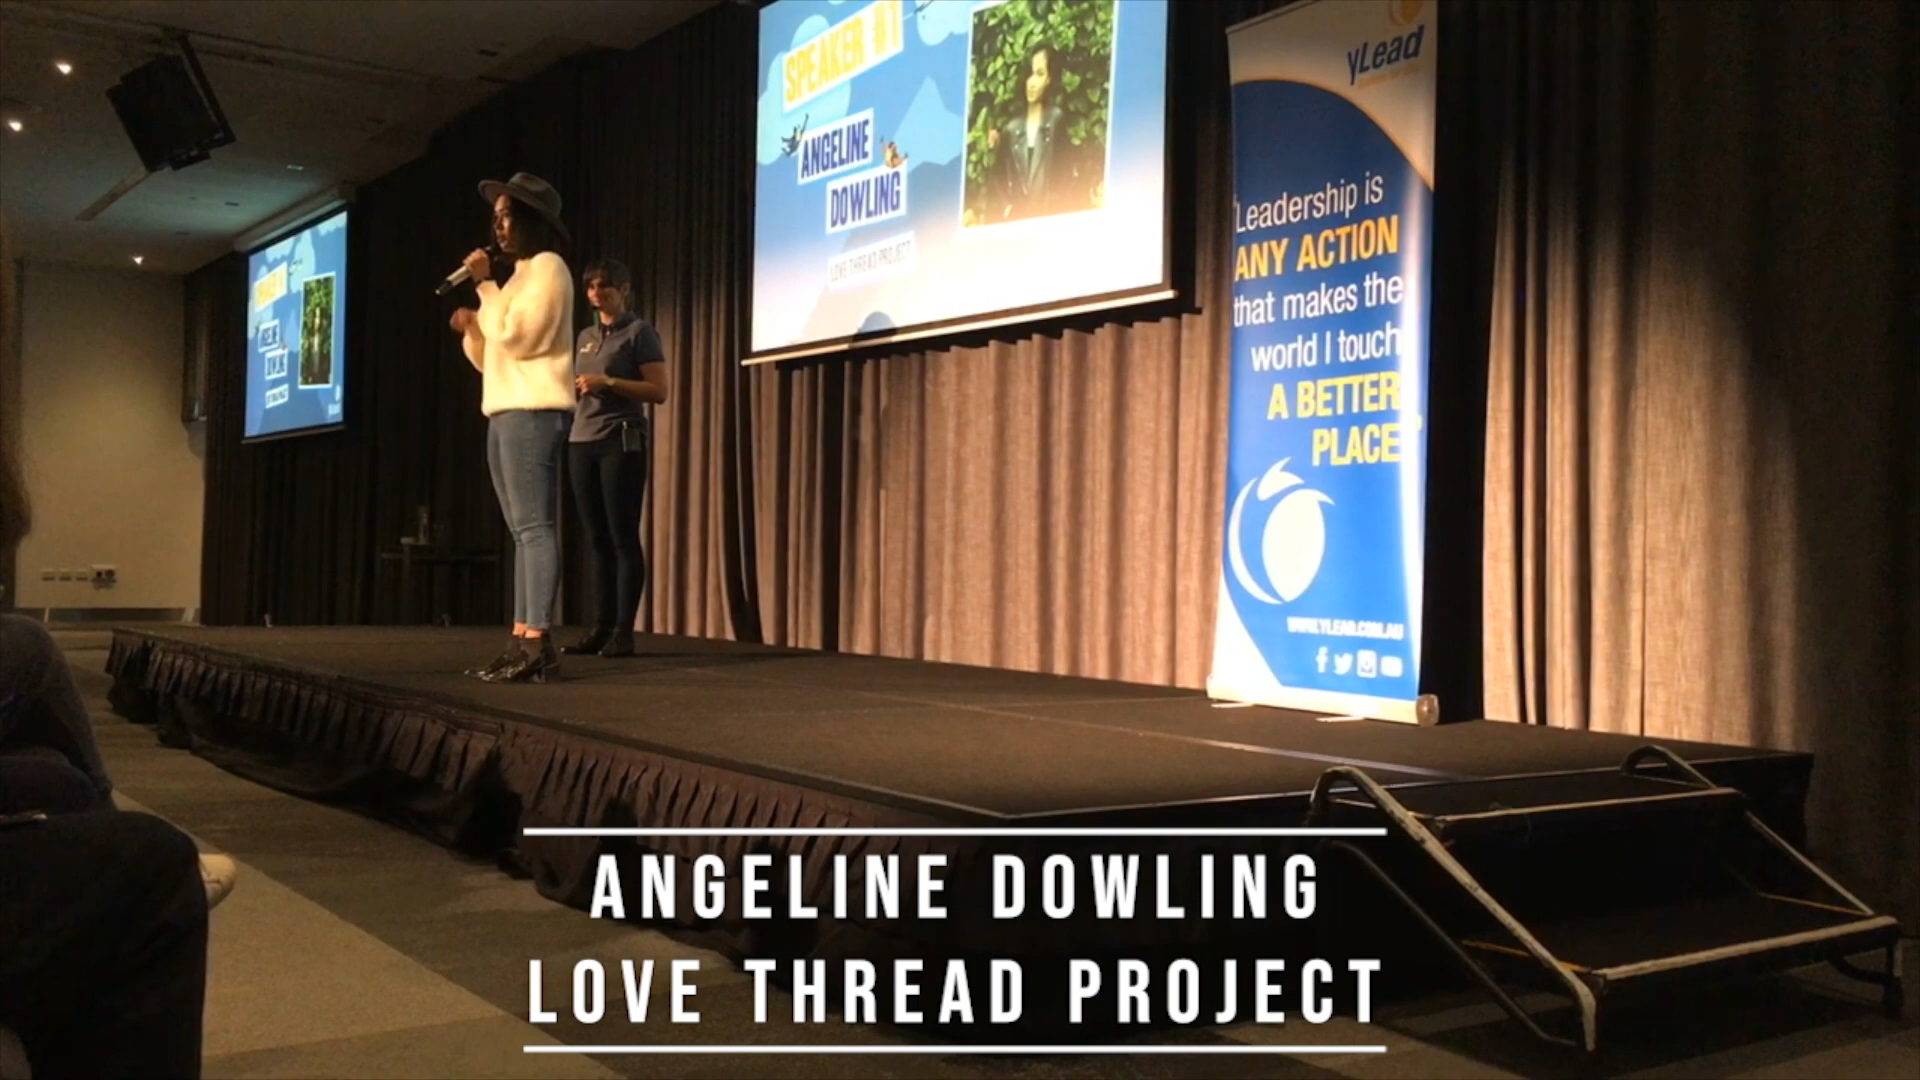 SPEAKER #1
ANGELINE
DOWLING
LOVE THREAD PROJECT
yLead
"Leadership is
ANY ACTION
that makes the
world I touch
A BETTER
PLACE"
WWW.YLEAD.COM.AU
ANGELINE DOWLING
LOVE THREAD PROJECT